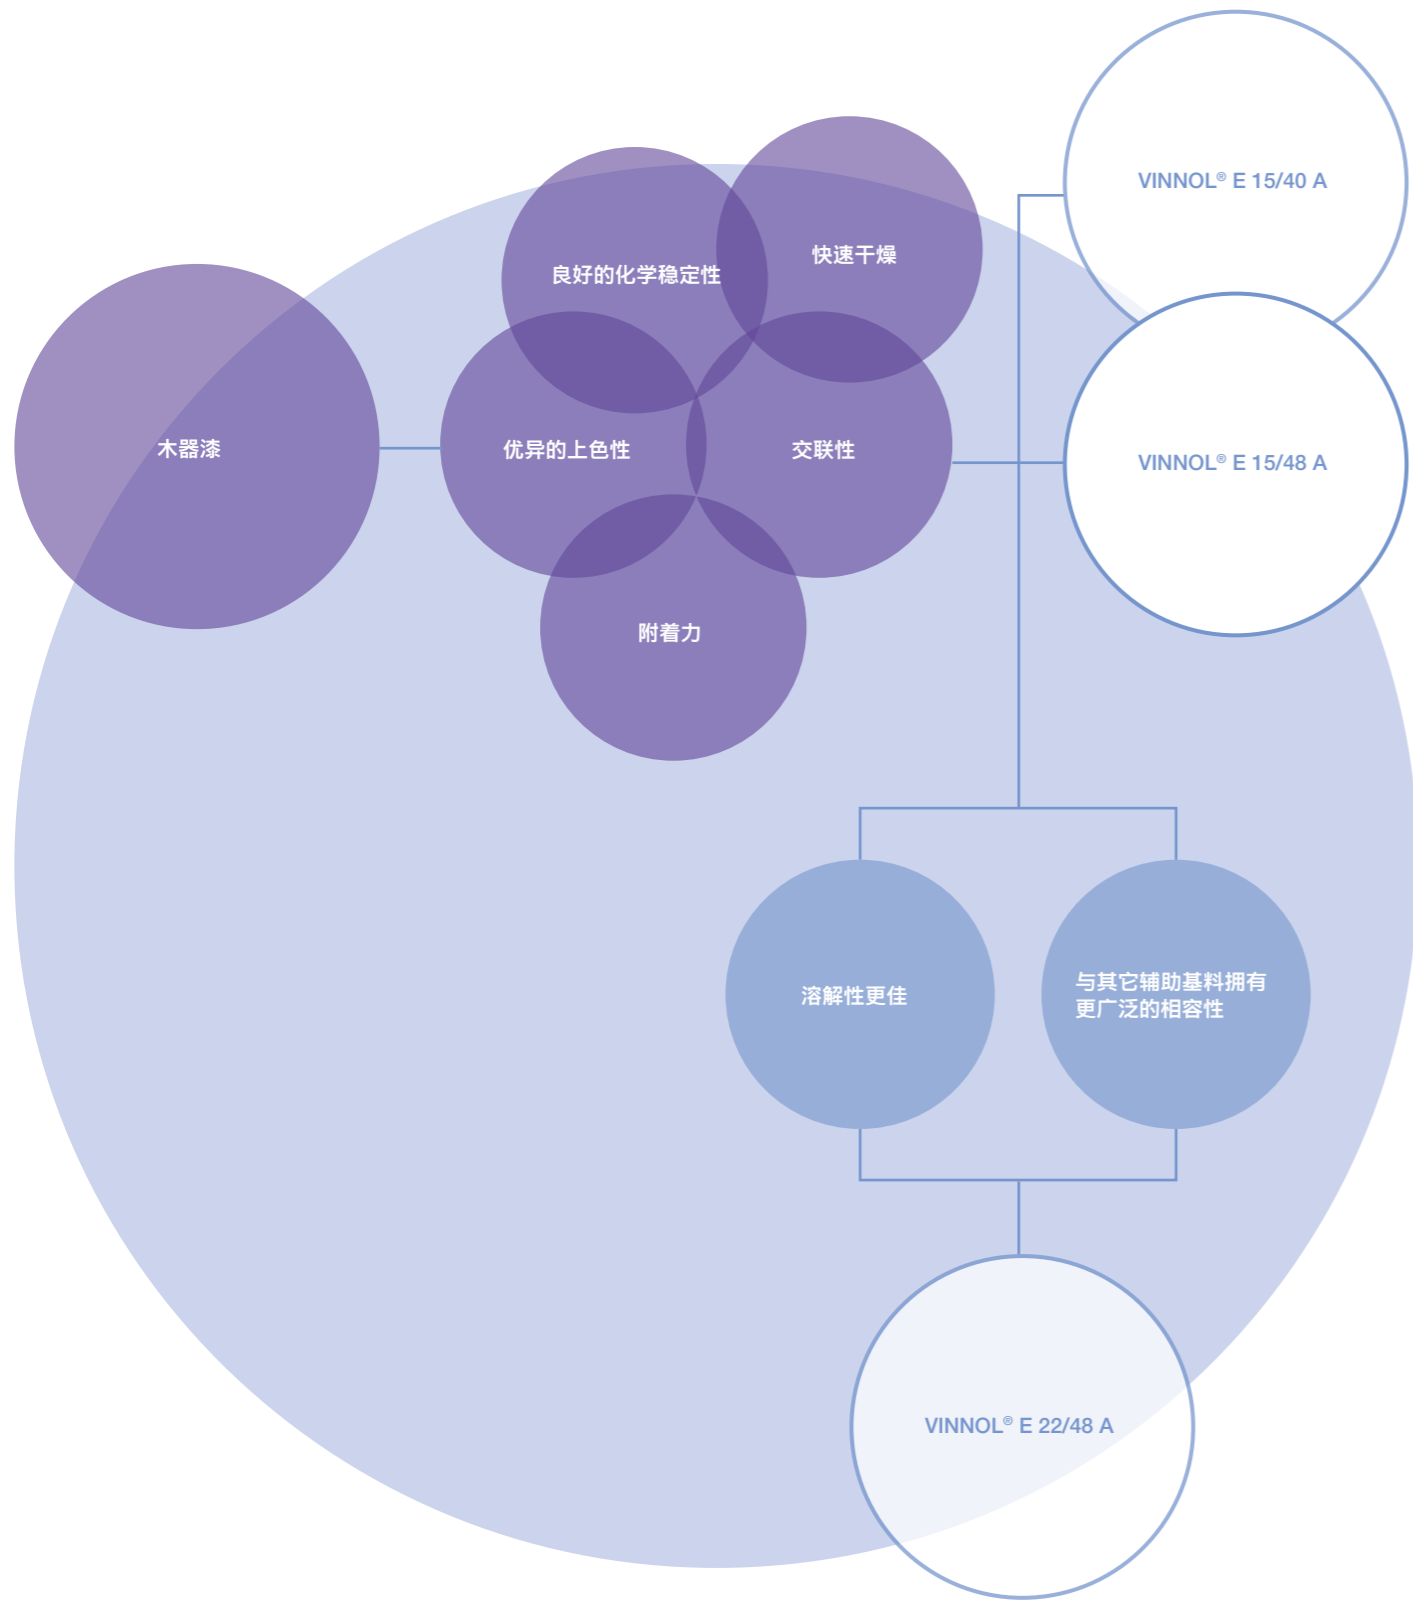 VINNOL® E 15/40 A
快速干燥
良好的化学稳定性
木器漆
优异的上色性
交联性
VINNOL® E 15/48 A
附着力
溶解性更佳
与其它辅助基料拥有
更广泛的相容性
VINNOL® E 22/48 A